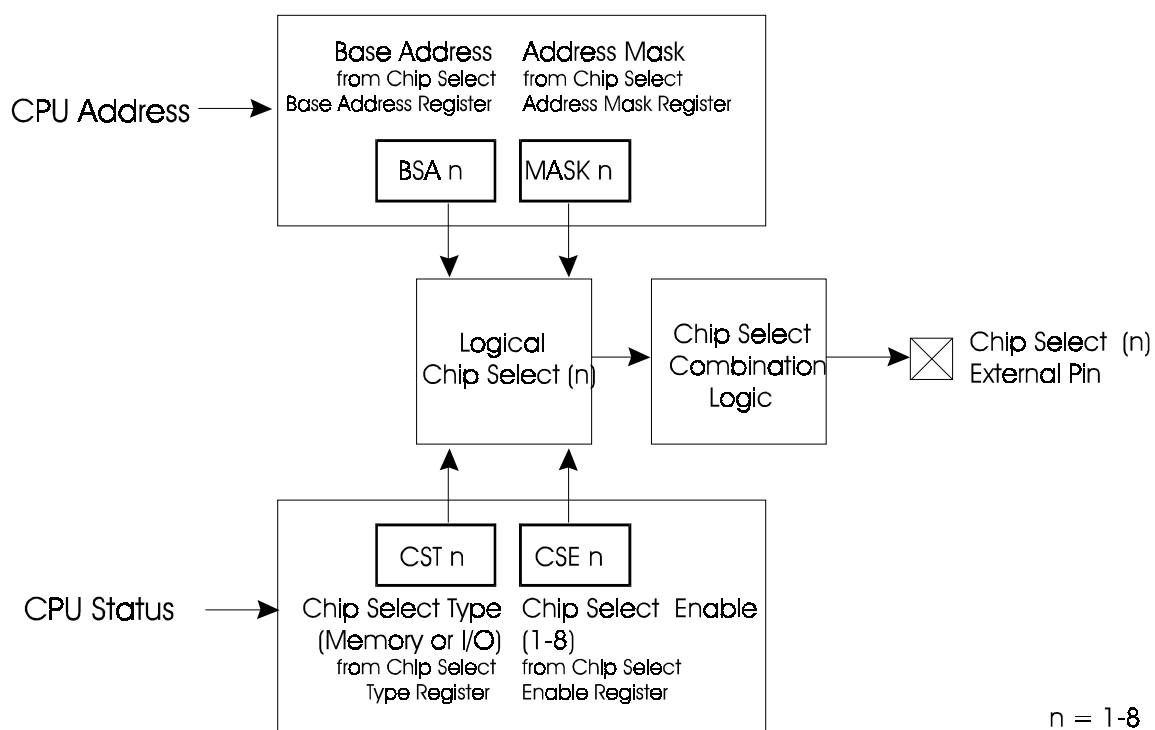 Base Address
from Chip Select
Base Address Register
Address Mask
from Chip Select
Address Mask Register
CPU Address
BSA n
MASK n
Logical
Chip Select (n)
Chip Select
Combination
Logic
Chip Select (n)
External Pin
CST n
CSE n
CPU Status
Chip Select Type
(Memory or I/O)
from Chip Select
Type Register
Chip Select Enable
(1-8)
from Chip Select
Enable Register
n = 1-8